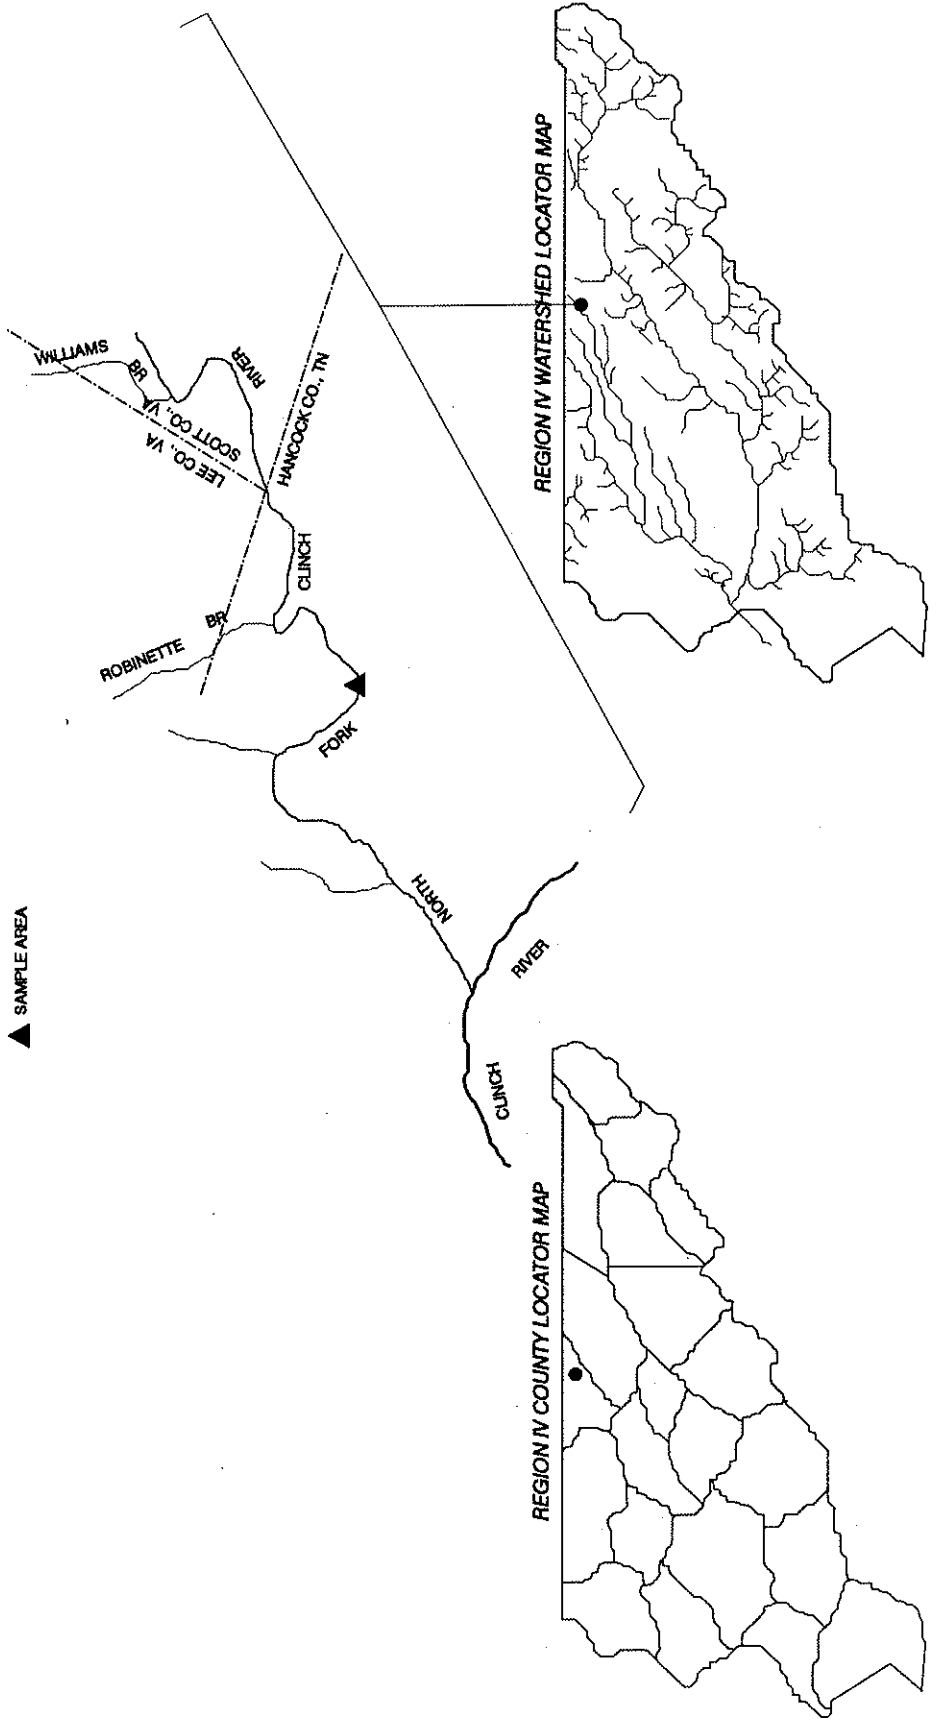 SAMPLE AREA
WILLIAMS
BR
RIVER
LEE CO., VA
SCOTT CO., VA
HANCOCK CO., TN
CLINCH
ROBINETTE BR
FORK
NORTH
RIVER
CLINCH
REGION IV WATERSHED LOCATOR MAP
REGION IV COUNTY LOCATOR MAP